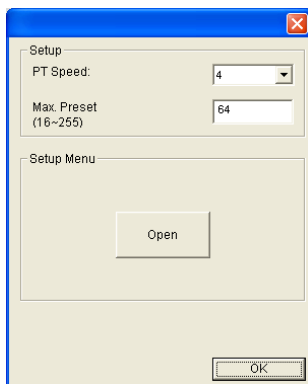 Setup
PT Speed: 4
Max. Preset 64
(16~255)
Setup Menu
Open
OK